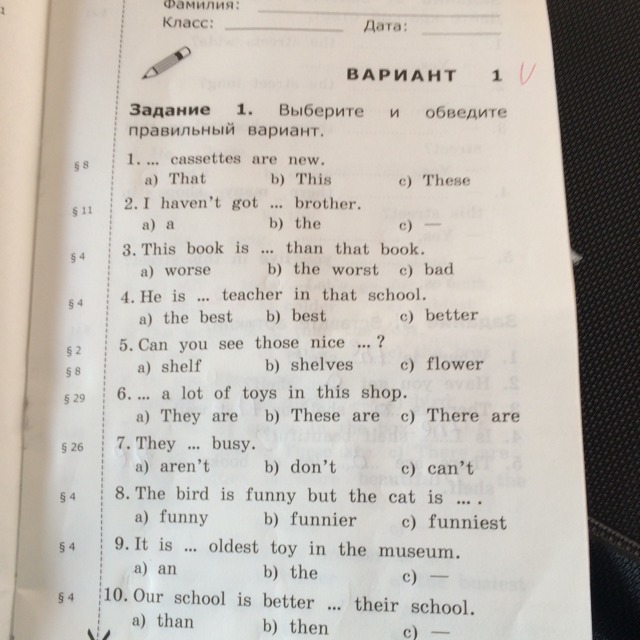 Фамилия:
Класс: Дата:
ВАРИАНТ 1
Задание 1. Выберите и обведите
правильный вариант.
§ 8 1. ... cassettes are new.
a) That b) This c) These
§ 11 2. I haven't got ... brother.
a) a b) the c) —
§ 4 3. This book is ... than that book.
a) worse b) the worst c) bad
§ 4 4. He is ... teacher in that school.
a) the best b) best c) better
§ 2 5. Can you see those nice ... ?
§ 8 a) shelf b) shelves c) flower
§ 29 6. ... a lot of toys in this shop.
a) They are b) These are c) There are
§ 26 7. They ... busy.
a) aren't b) don't c) can't
§ 4 8. The bird is funny but the cat is ... .
a) funny b) funnier c) funniest
§ 4 9. It is ... oldest toy in the museum.
a) an b) the c) —
§ 4 10. Our school is better ... their school.
a) than b) then c) —